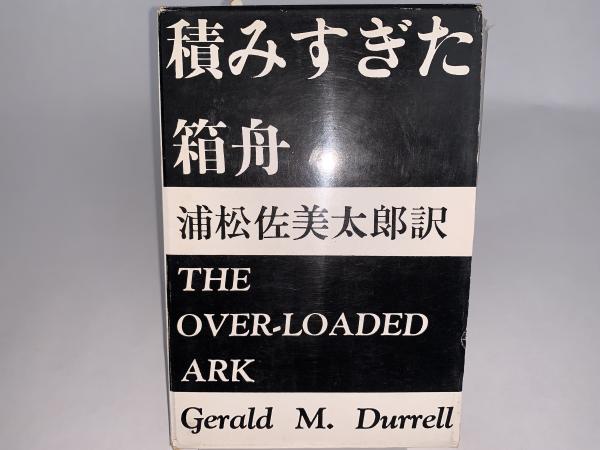 積みすぎた
箱舟
浦松佐美太郎訳
THE
OVER-LOADED
ARK
Gerald M. Durrell